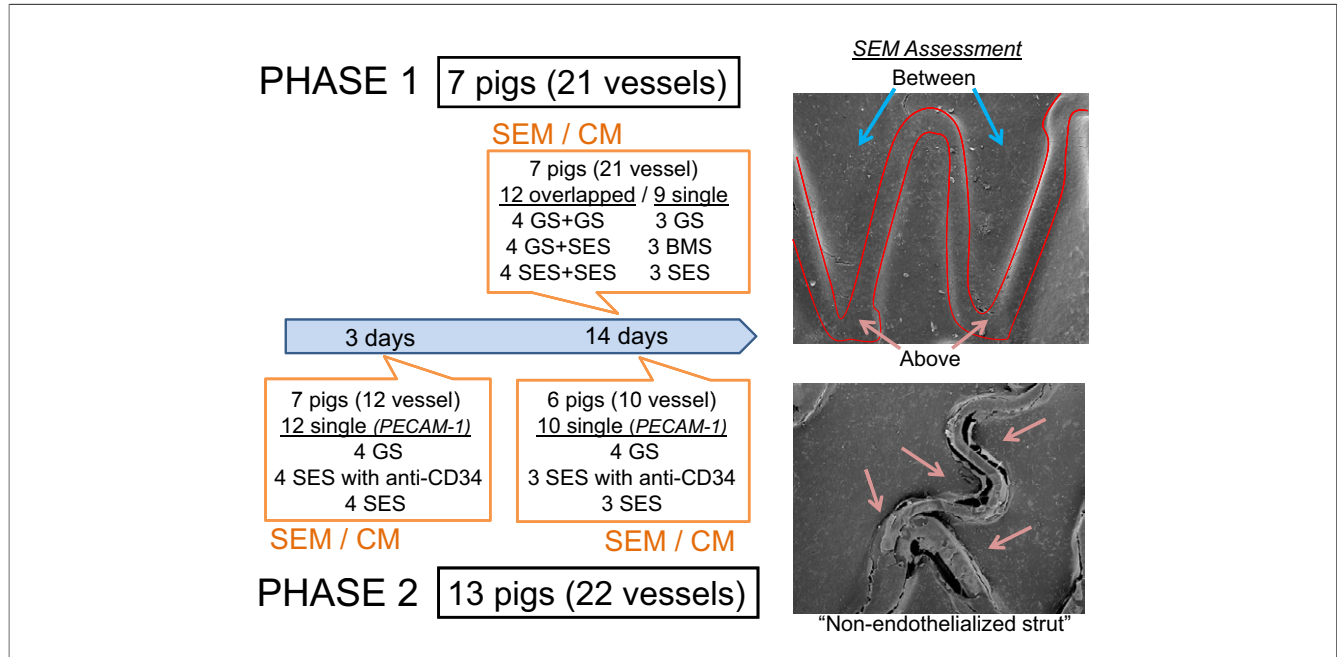 PHASE 1 7 pigs (21 vessels)
SEM / CM
7 pigs (21 vessel)
12 overlapped / 9 single
4 GS+GS 3 GS
4 GS+SES 3 BMS
4 SES+SES 3 SES
3 days 14 days
7 pigs (12 vessel)
12 single (PECAM-1)
4 GS
4 SES with anti-CD34
4 SES
SEM / CM
6 pigs (10 vessel)
10 single (PECAM-1)
4 GS
3 SES with anti-CD34
3 SES
SEM / CM
PHASE 2 13 pigs (22 vessels)
SEM Assessment
Between
Above
“Non-endothelialized strut”